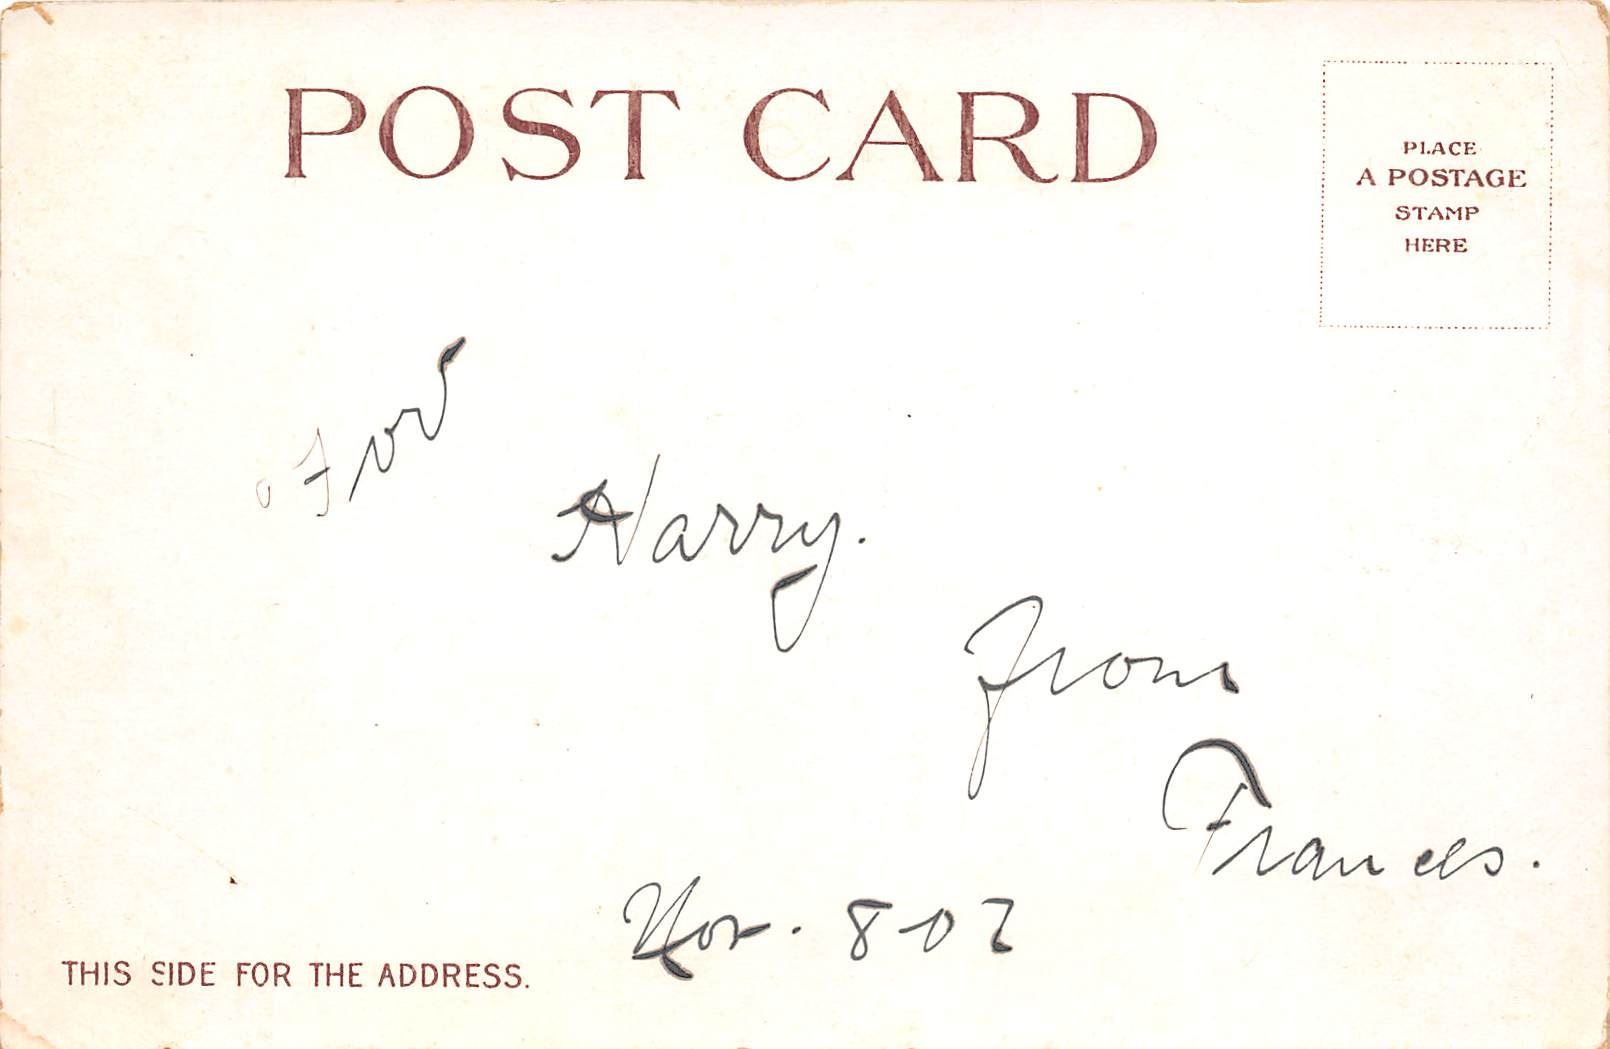 POST CARD
PLACE
A POSTAGE
STAMP
HERE
For
Harry.
from
Frances.
Nov. 8-07
THIS SIDE FOR THE ADDRESS.